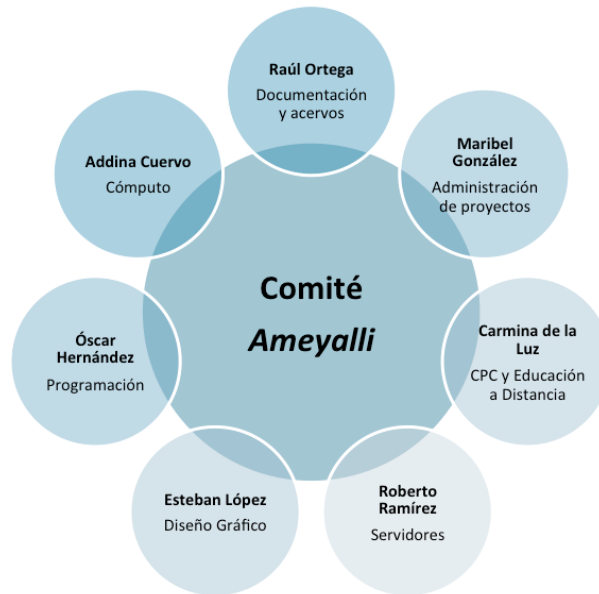 Raúl Ortega
Documentación
y acervos
Maribel
González
Administración
de proyectos
Carmina de la
Luz
CPC y Educación
a Distancia
Roberto
Ramírez
Servidores
Esteban López
Diseño Gráfico
Óscar
Hernández
Programación
Addina Cuervo
Cómputo
Comité
Ameyalli